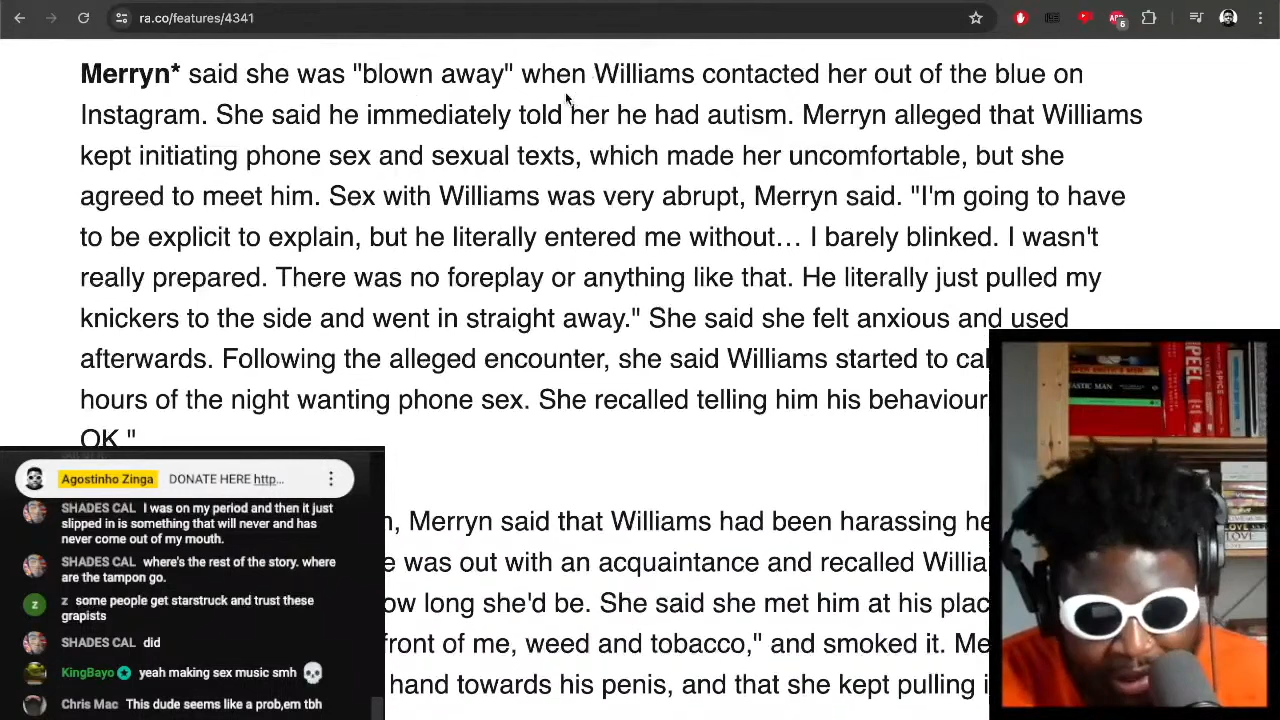 ra.co/features/4341
6
Merryn* said she was "blown away" when Williams contacted her out of the blue on
Instagram. She said he immediately told her he had autism. Merryn alleged that Williams
kept initiating phone sex and sexual texts, which made her uncomfortable, but she
agreed to meet him. Sex with Williams was very abrupt, Merryn said. "I'm going to have
to be explicit to explain, but he literally entered me without… I barely blinked. I wasn't
really prepared. There was no foreplay or anything like that. He literally just pulled my
knickers to the side and went in straight away." She said she felt anxious and used
afterwards. Following the alleged encounter, she said Williams started to
hours of the night wanting phone sex. She recalled telling him his behaviour
OK."
Merryn said that Williams had been harassing
was out with an acquaintance and recalled
long she'd be. She said she met him at his
front of me, weed and tobacco," and smoked it.
hand towards his penis, and that she kept pulling
Agostinho Zinga DONATE HERE http...
SHADES CAL I was on my period and then it just
slipped in is something that will never and has
never come out of my mouth.
SHADES CAL where's the rest of the story. where
are the tampon go.
z z some people get starstruck and trust these
grapists
SHADES CAL did
KingBayo yeah making sex music smh
Chris Mac This dude seems like a prob,em tbh
SPICE
LOVE